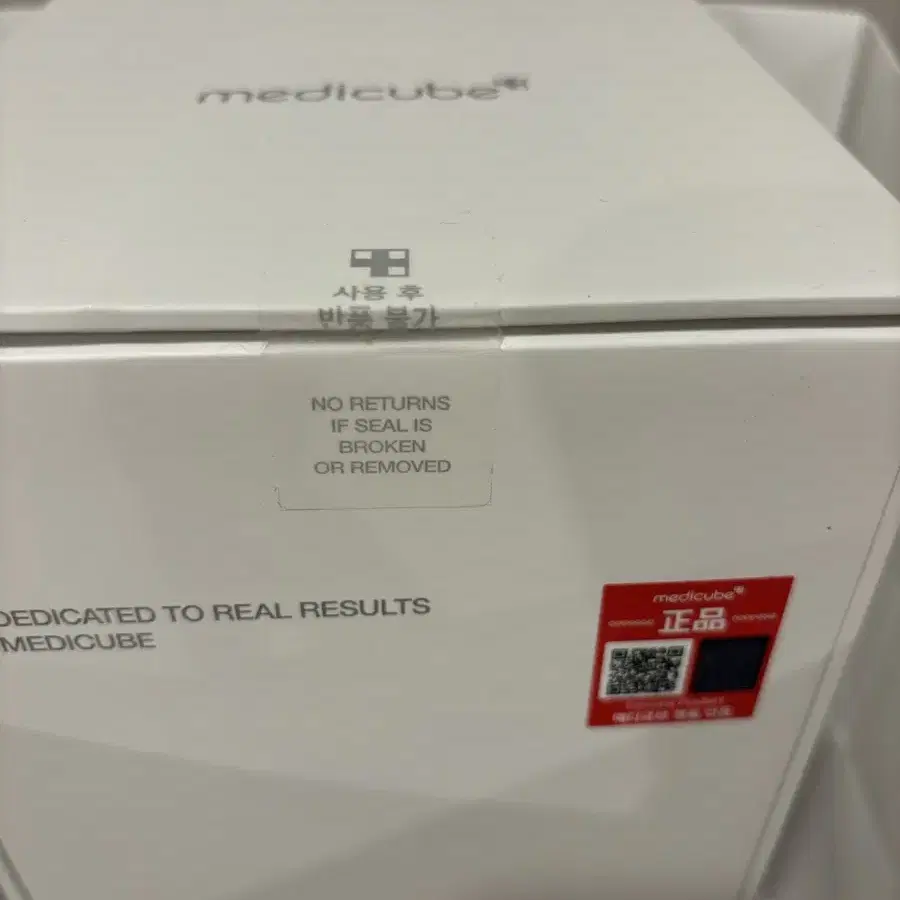 medicube
사용 후
반품 불가
NO RETURNS
IF SEAL IS
BROKEN
OR REMOVED
DEDICATED TO REAL RESULTS
MEDICUBE
medicube
正品